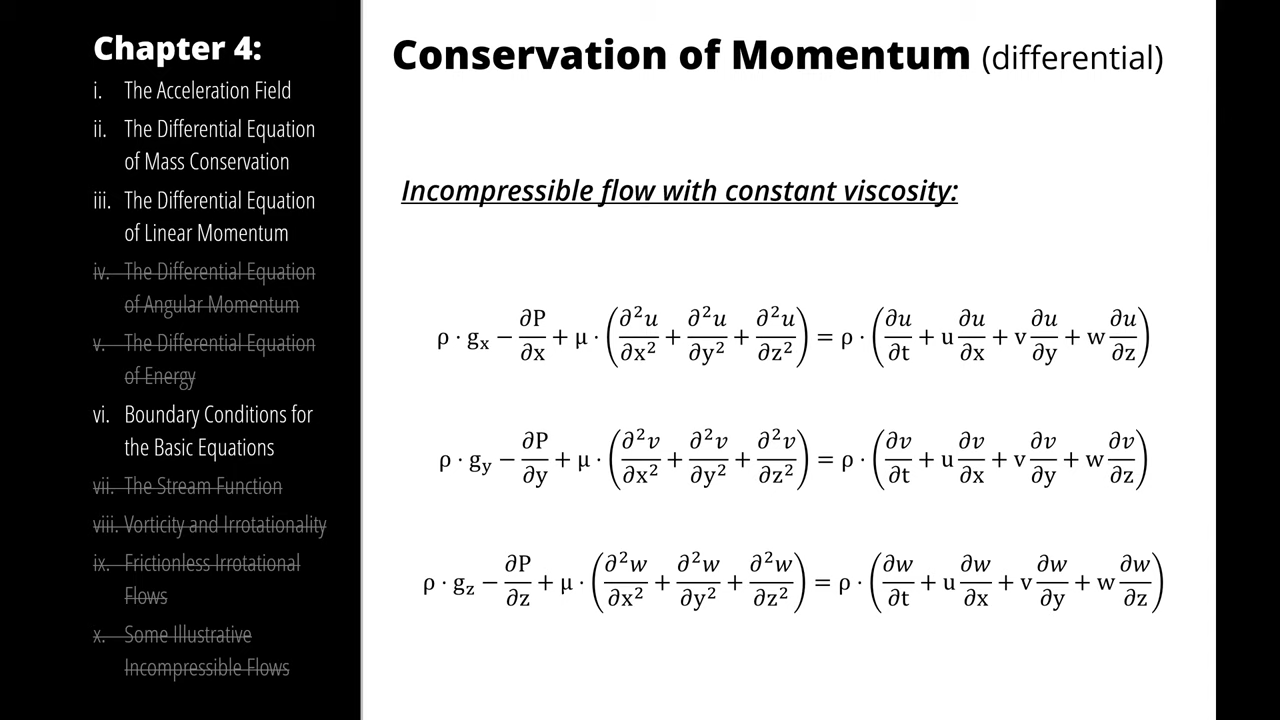 Chapter 4:
i. The Acceleration Field
ii. The Differential Equation
of Mass Conservation
iii. The Differential Equation
of Linear Momentum
iv. The Differential Equation
of Angular Momentum
v. The Differential Equation
of Energy
vi. Boundary Conditions for
the Basic Equations
vii. The Stream Function
viii. Vorticity and Irrotationality
ix. Frictionless Irrotational
Flows
x. Some Illustrative
Incompressible Flows
Conservation of Momentum (differential)
Incompressible flow with constant viscosity:
ρ · gₓ − ∂P/∂x + μ · (∂²u/∂x² + ∂²u/∂y² + ∂²u/∂z²) = ρ · (∂u/∂t + u ∂u/∂x + v ∂u/∂y + w ∂u/∂z)
ρ · g_y − ∂P/∂y + μ · (∂²v/∂x² + ∂²v/∂y² + ∂²v/∂z²) = ρ · (∂v/∂t + u ∂v/∂x + v ∂v/∂y + w ∂v/∂z)
ρ · g_z − ∂P/∂z + μ · (∂²w/∂x² + ∂²w/∂y² + ∂²w/∂z²) = ρ · (∂w/∂t + u ∂w/∂x + v ∂w/∂y + w ∂w/∂z)